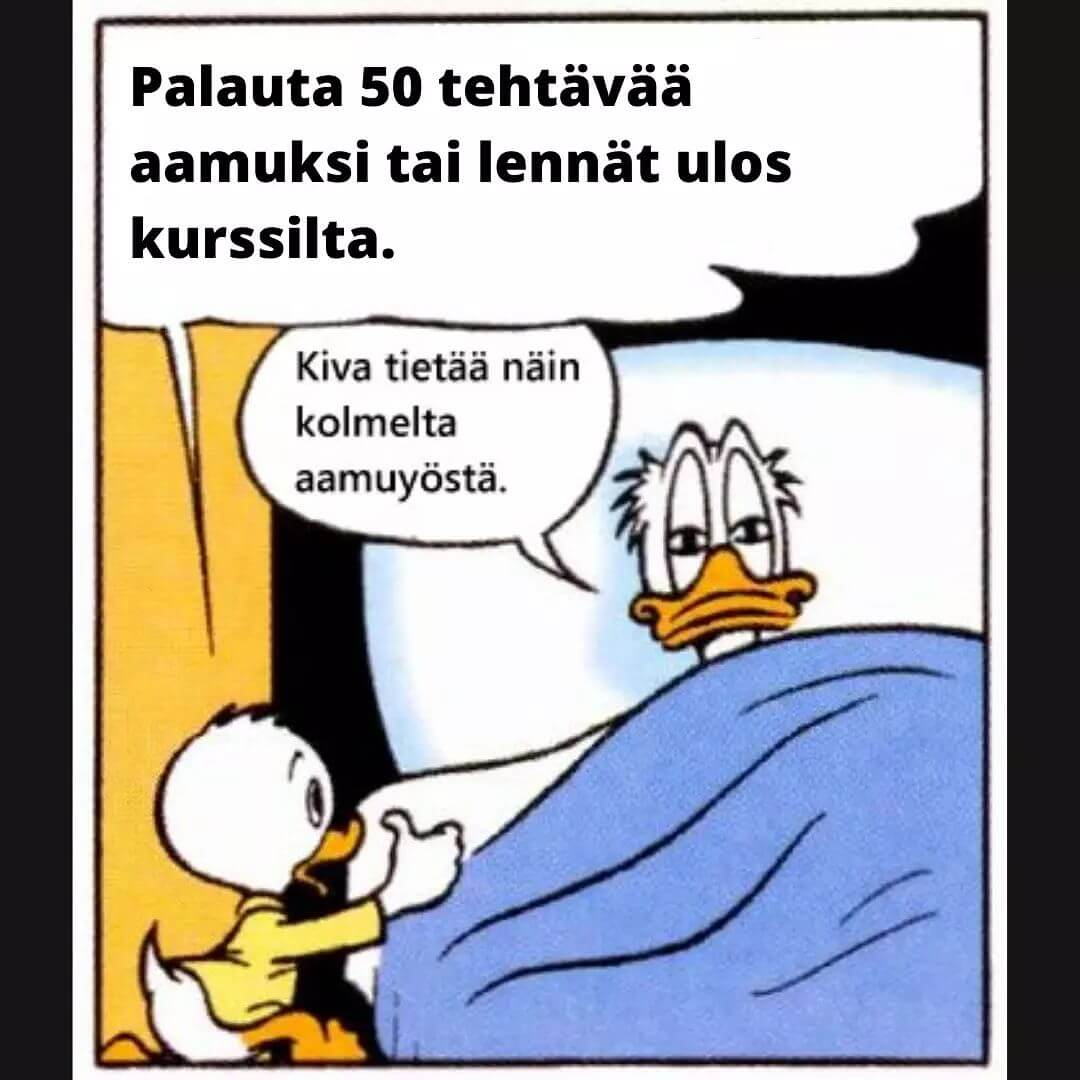 Palauta 50 tehtävää
aamuksi tai lennät ulos
kurssilta.
Kiva tietää näin
kolmelta
aamuyöstä.